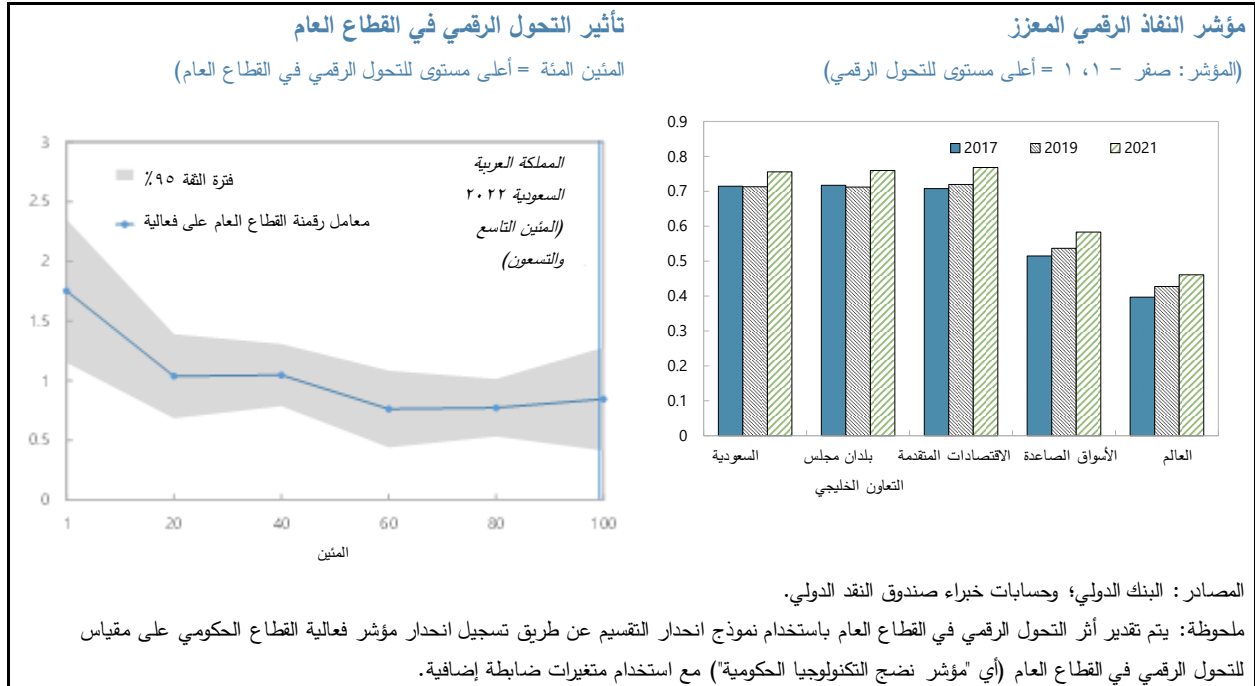 مؤشر النفاذ الرقمي المعزز
(المؤشر: صفر – ١، ١ = أعلى مستوى للتحول الرقمي)
0.9
0.8
0.7
0.6
0.5
0.4
0.3
0.2
0.1
0
2017 2019 2021
السعودية بلدان مجلس الاقتصادات المتقدمة الأسواق الصاعدة العالم
التعاون الخليجي
تأثير التحول الرقمي في القطاع العام
المئين المئة = أعلى مستوى للتحول الرقمي في القطاع العام)
3
2.5
2
1.5
1
0.5
0
فترة الثقة ٩٥٪
معامل رقمنة القطاع العام على فعالية
المملكة العربية
السعودية ٢٠٢٢
(المئين التاسع
والتسعون)
1 20 40 60 80 100
المئين
المصادر: البنك الدولي؛ وحسابات خبراء صندوق النقد الدولي.
ملحوظة: يتم تقدير أثر التحول الرقمي في القطاع العام باستخدام نموذج انحدار التقسيم عن طريق تسجيل انحدار مؤشر فعالية القطاع الحكومي على مقياس
للتحول الرقمي في القطاع العام (أي "مؤشر نضج التكنولوجيا الحكومية") مع استخدام متغيرات ضابطة إضافية.